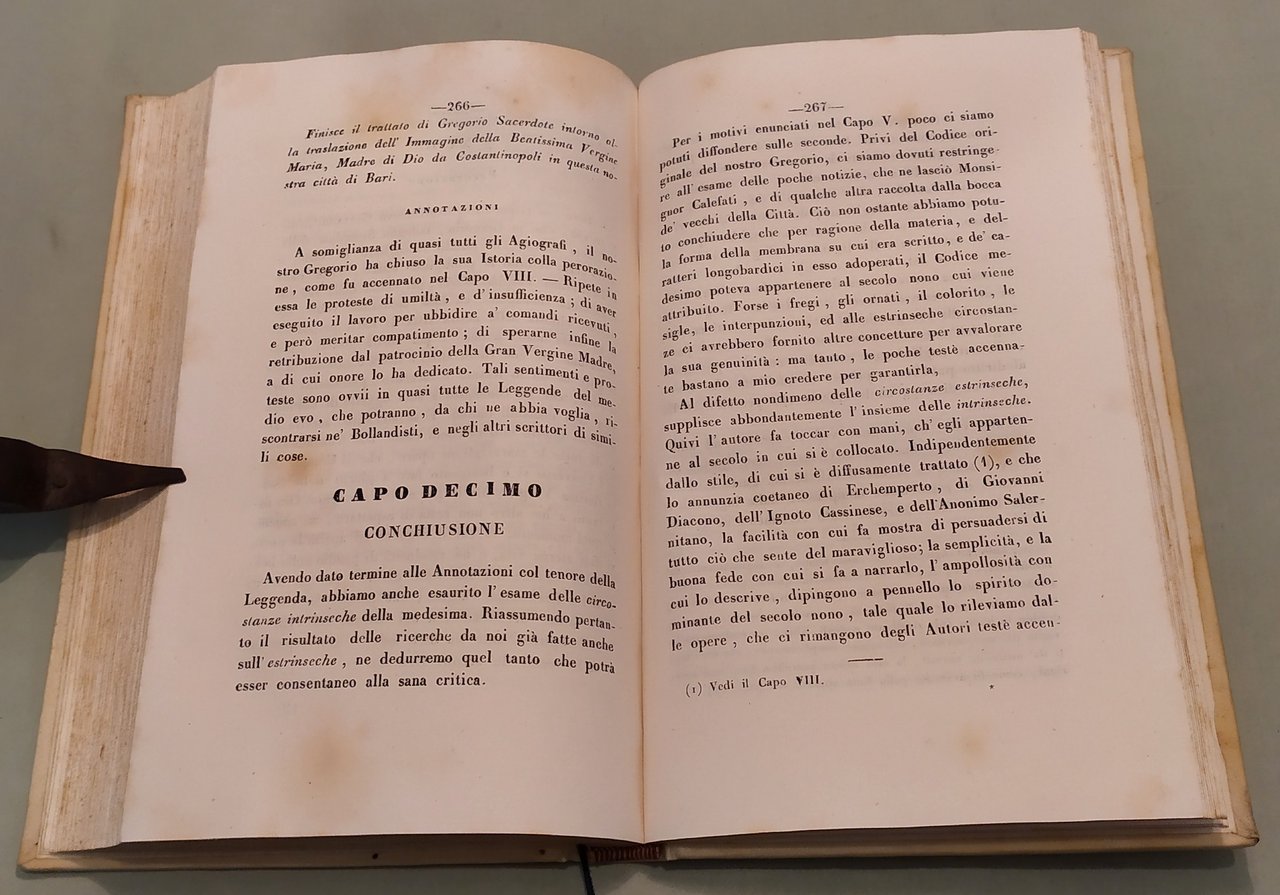 —266—
Finisce il trattato di Gregorio Sacerdote intorno al-
la traslazione dell' Immagine della Beatissima Vergine
Maria, Madre di Dio da Costantinopoli in questa no-
stra città di Bari.
ANNOTAZIONI
A somiglianza di quasi tutti gli Agiografi, il no-
stro Gregorio ha chiuso la sua Istoria colla perorazio-
ne, come fu accennato nel Capo VIII. — Ripete in
essa le proteste di umiltà, e d'insufficienza; di aver
eseguito il lavoro per ubbidire a' comandi ricevuti,
e però meritar compatimento; di sperarne infine la
retribuzione dal patrocinio della Gran Vergine Madre,
a di cui onore lo ha dedicato. Tali sentimenti e pro-
teste sono ovvii in quasi tutte le Leggende del me-
dio evo, che potranno, da chi ne abbia voglia, ri-
scontrarsi ne' Bollandisti, e negli altri scrittori di simi-
li cose.
CAPO DECIMO
CONCHIUSIONE
Avendo dato termine alle Annotazioni col tenore della
Leggenda, abbiamo anche esaurito l'esame delle circo-
stanze intrinseche della medesima. Riassumendo pertan-
to il risultato delle ricerche da noi già fatte anche
sull'estrinseche, ne dedurremo quel tanto che potrà
esser consentaneo alla sana critica.
—267—
Per i motivi enunciati nel Capo V. poco ci siamo
potuti diffondere sulle seconde. Privi del Codice ori-
ginale del nostro Gregorio, ci siamo dovuti restringe-
re all'esame delle poche notizie, che ne lasciò Monsi-
gnor Calefati, e di qualche altra raccolta dalla bocca
de' vecchi della Città. Ciò non ostante abbiamo potu-
to conchiudere che per ragione della materia, e del-
la forma della membrana su cui era scritto, e de' ca-
ratteri longobardici in esso adoperati, il Codice me-
desimo poteva appartenere al secolo nono cui viene
attribuito. Forse i fregi, gli ornati, il colorito, le
sigle, le interpunzioni, ed alle estrinseche circostan-
ze ci avrebbero fornito altre concetture per avvalorare
la sua genuinità: ma tanto, le poche testè accenna-
te bastano a mio credere per garantirla,
Al difetto nondimeno delle circostanze estrinseche,
supplisce abbondantemente l'insieme delle intrinseche.
Quivi l'autore fa toccar con mani, ch'egli apparten-
ne al secolo in cui si è collocato. Indipendentemente
dallo stile, di cui si è diffusamente trattato (1), e che
lo annunzia coetaneo di Erchemperto, di Giovanni
Diacono, dell'Ignoto Cassinese, e dell'Anonimo Saler-
nitano, la facilità con cui fa mostra di persuadersi di
tutto ciò che sente del maraviglioso; la semplicità, e la
buona fede con cui si fa a narrarlo, l'ampollosità con
cui lo descrive, dipingono a pennello lo spirito do-
minante del secolo nono, tale quale lo rileviamo dal-
le opere, che ci rimangono degli Autori testè accen-
(1) Vedi il Capo VIII.